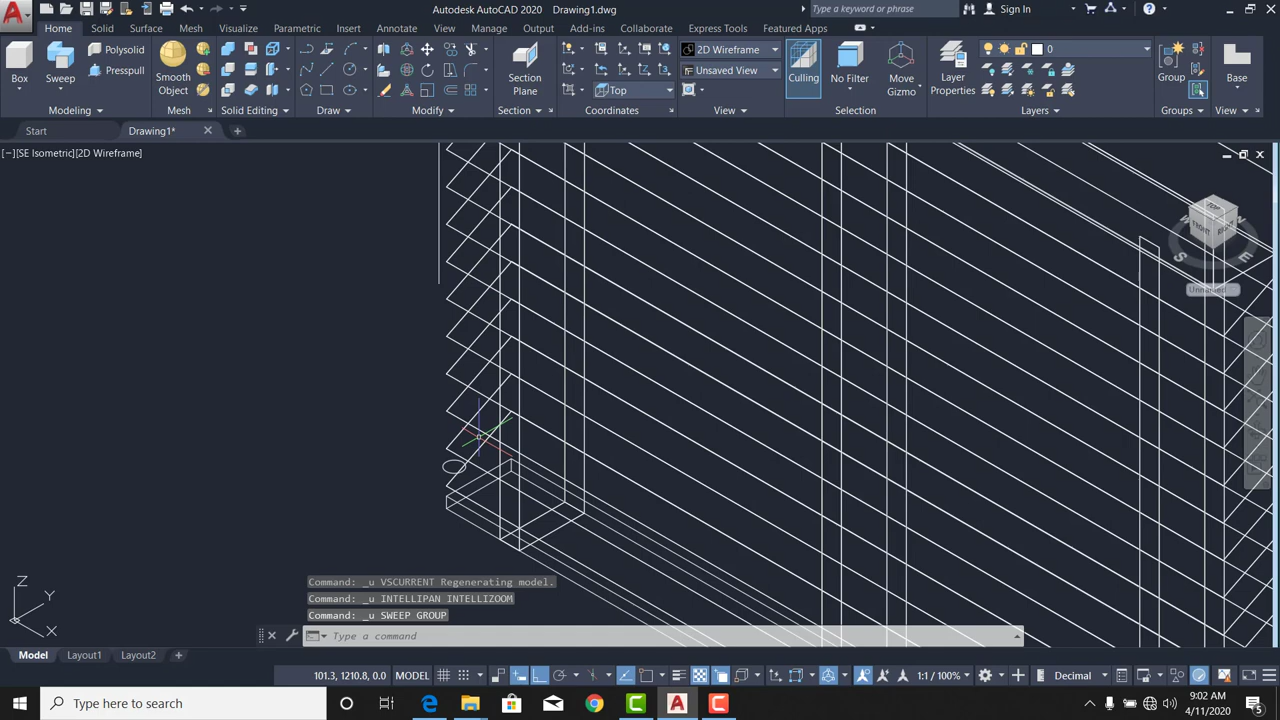 Autodesk AutoCAD 2020 Drawing1.dwg
Type a keyword or phrase
Sign In
Home Solid Surface Mesh Visualize Parametric Insert Annotate View Manage Output Add-ins Collaborate Express Tools Featured Apps
Box
Sweep
Polysolid
Presspull
Smooth Object
Section Plane
Top
2D Wireframe
Unsaved View
Culling
No Filter
Move Gizmo
Layer Properties
0
Group
Base
Modeling Mesh Solid Editing Draw Modify Section Coordinates View Selection Layers Groups View
Start Drawing1*
[−][SE Isometric][2D Wireframe]
TOP
FRONT RIGHT
S E
Unnamed
Z
Y
X
Command: _u VSCURRENT Regenerating model.
Command: _u INTELLIPAN INTELLIZOOM
Command: _u SWEEP GROUP
Type a command
Model Layout1 Layout2
101.3, 1210.8, 0.0 MODEL 1:1 / 100% Decimal
Type here to search
9:02 AM
4/11/2020